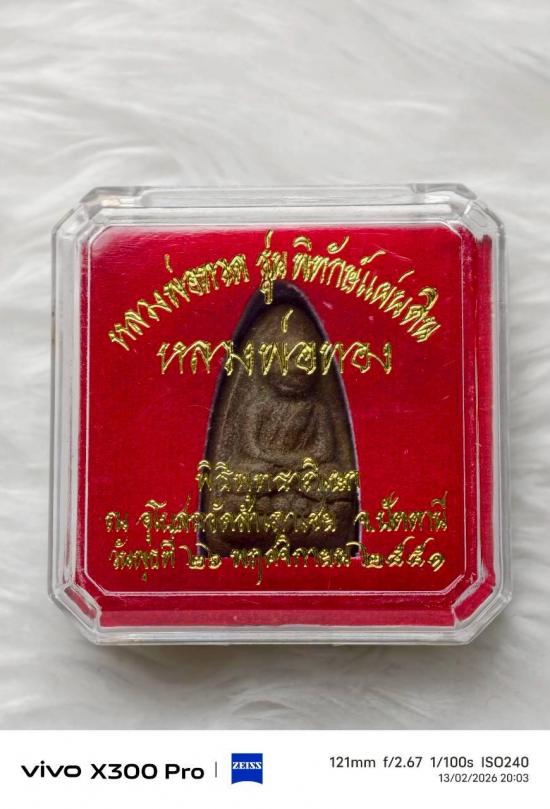 หลวงพ่อทวด รุ่น พิทักษ์แผ่นดิน
หลวงพ่อทอง
พิธีพุทธาภิเษก
ณ อุโบสถวัดสำเภาเชย จ.ปัตตานี
วันพุธที่ ๒๖ พฤศจิกายน ๒๕๕๑
vivo X300 Pro | ZEISS
121mm f/2.67 1/100s ISO240
13/02/2026 20:03